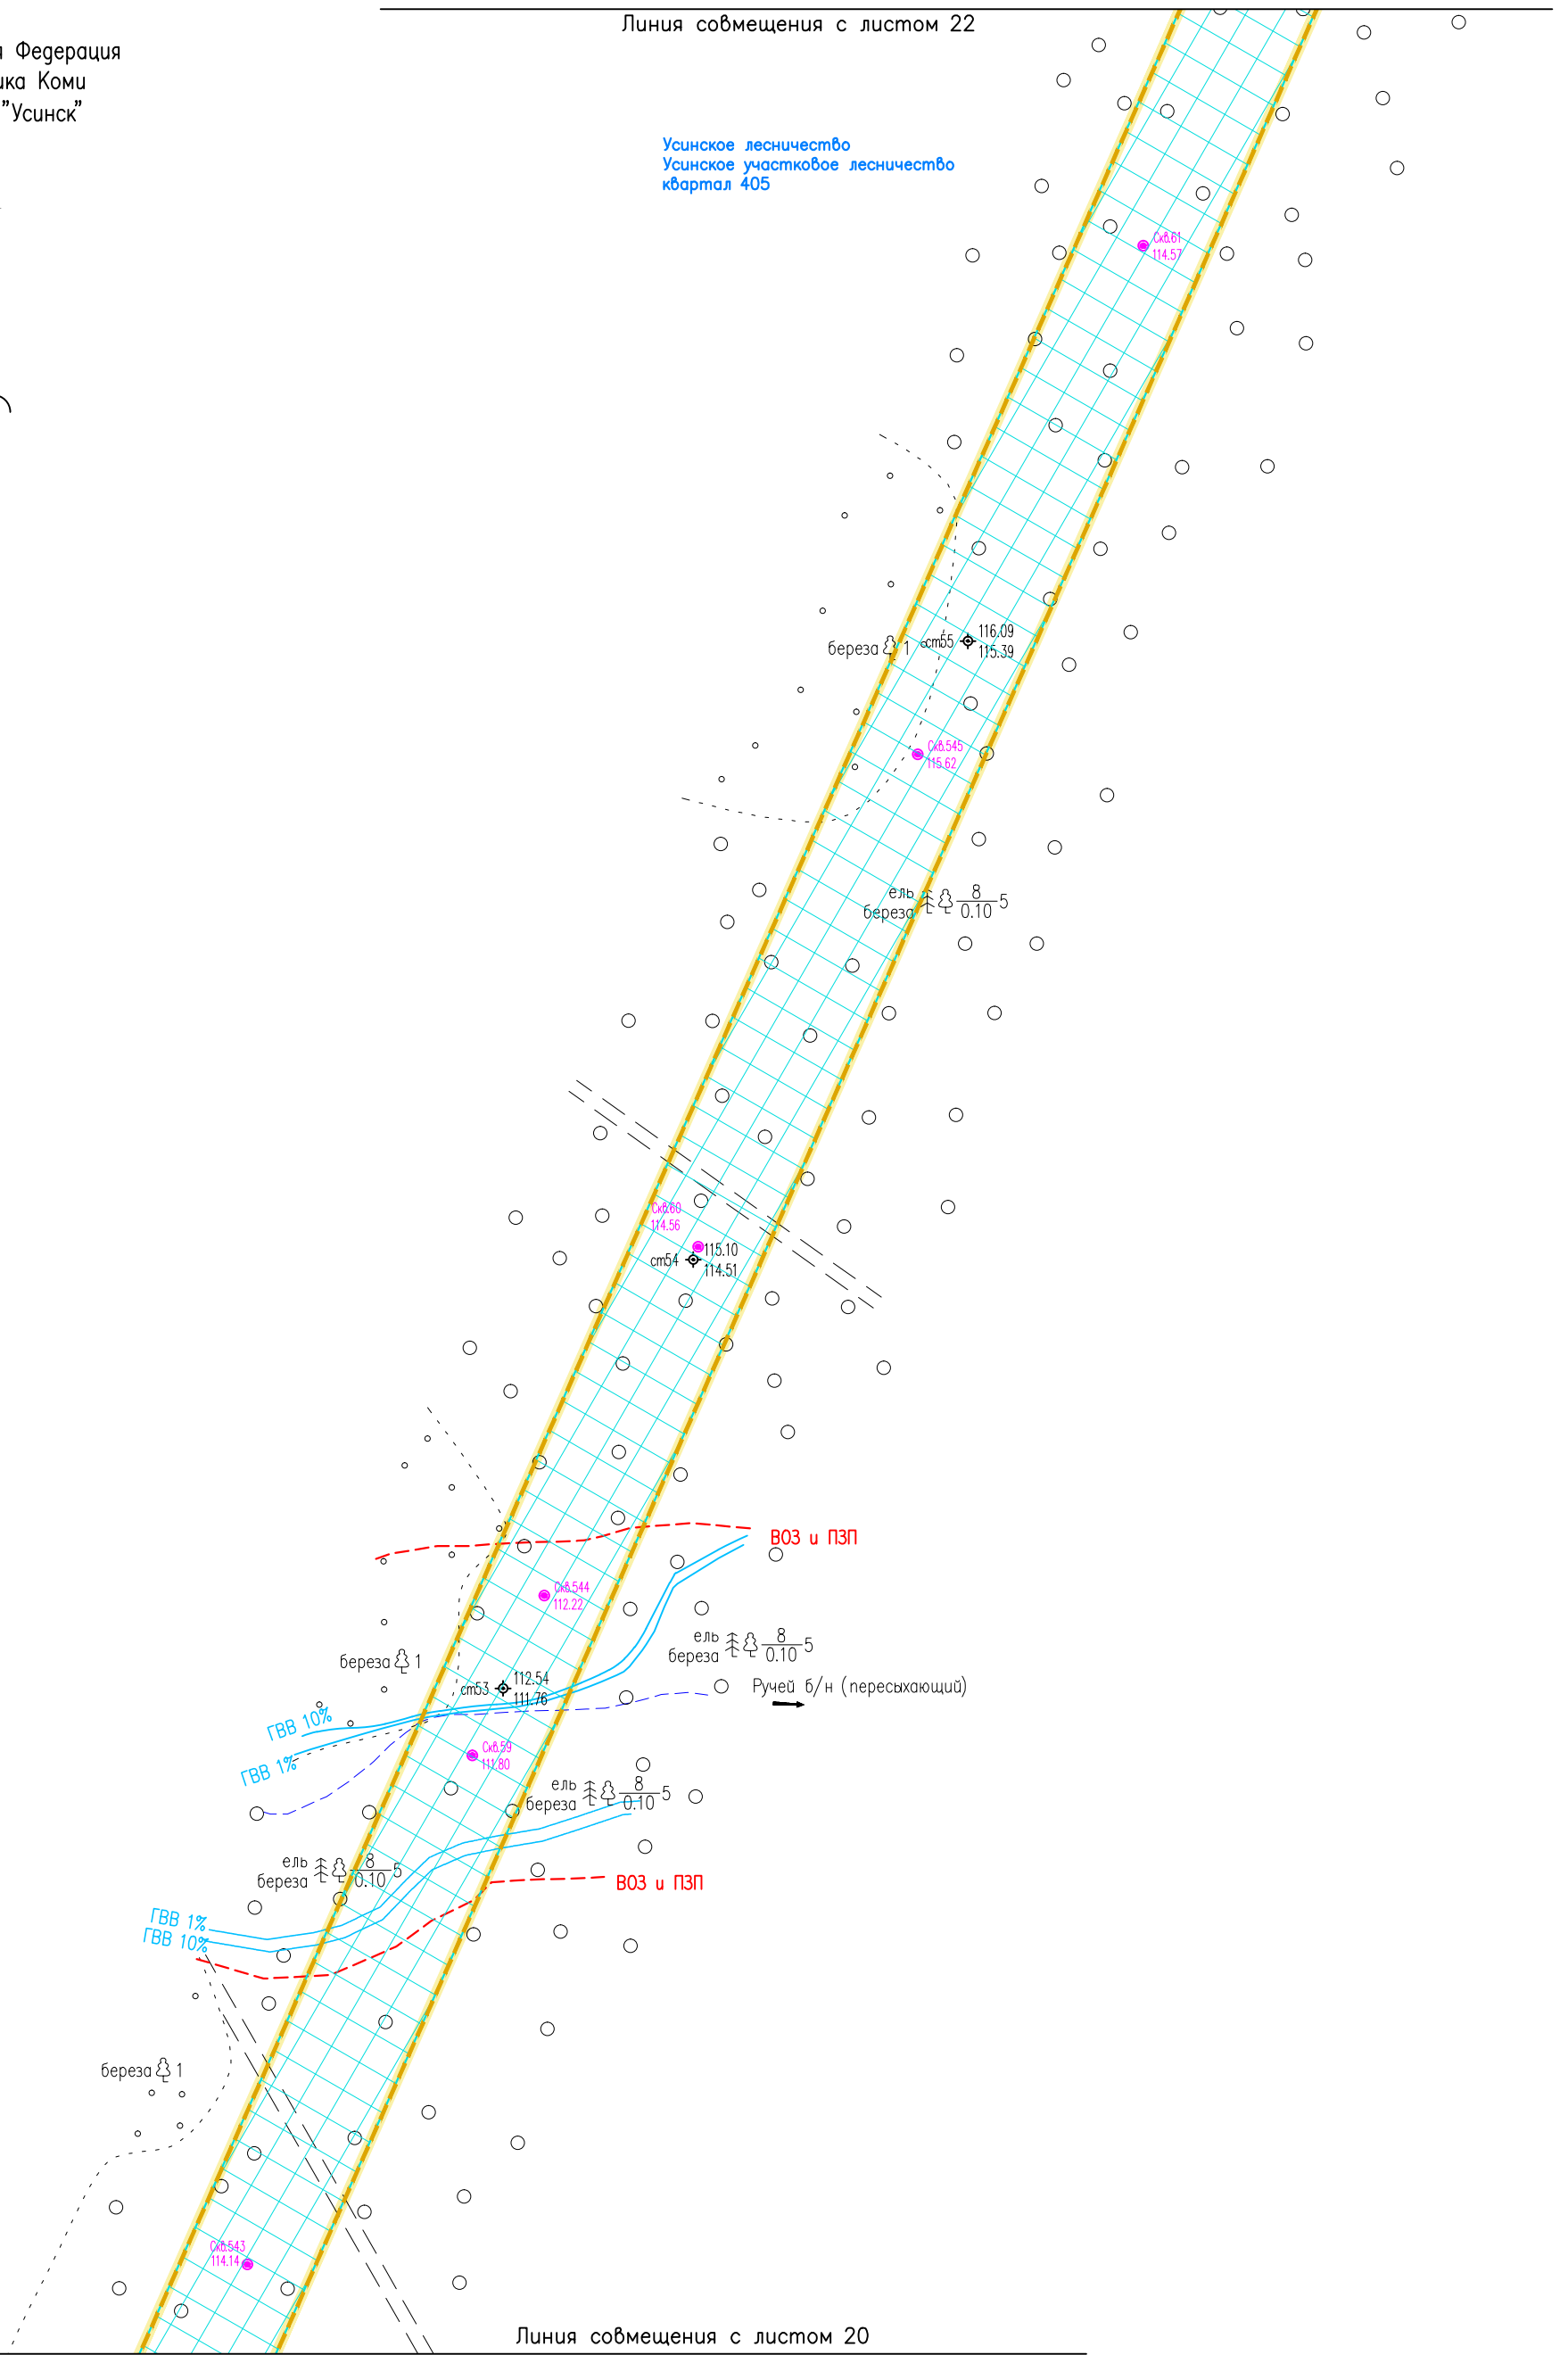 Линия совмещения с листом 22
я Федерация
ика Коми
"Усинск"
Усинское лесничество
Усинское участковое лесничество
квартал 405
Скв.61
114.57
береза 1
ст55
116.09
115.39
Скв.545
115.62
ель
береза
8
0.10
5
Скв.60
114.56
ст54
115.10
114.51
ВОЗ и ПЗП
Скв.544
112.22
ель
береза
8
0.10
5
береза 1
ст53
112.54
111.76
Ручей б/н (пересыхающий)
ГВВ 10%
ГВВ 1%
Скв.59
111.80
ель
береза
8
0.10
5
ель
береза
8
0.10
5
ВОЗ и ПЗП
ГВВ 1%
ГВВ 10%
береза 1
Скв.543
114.14
Линия совмещения с листом 20